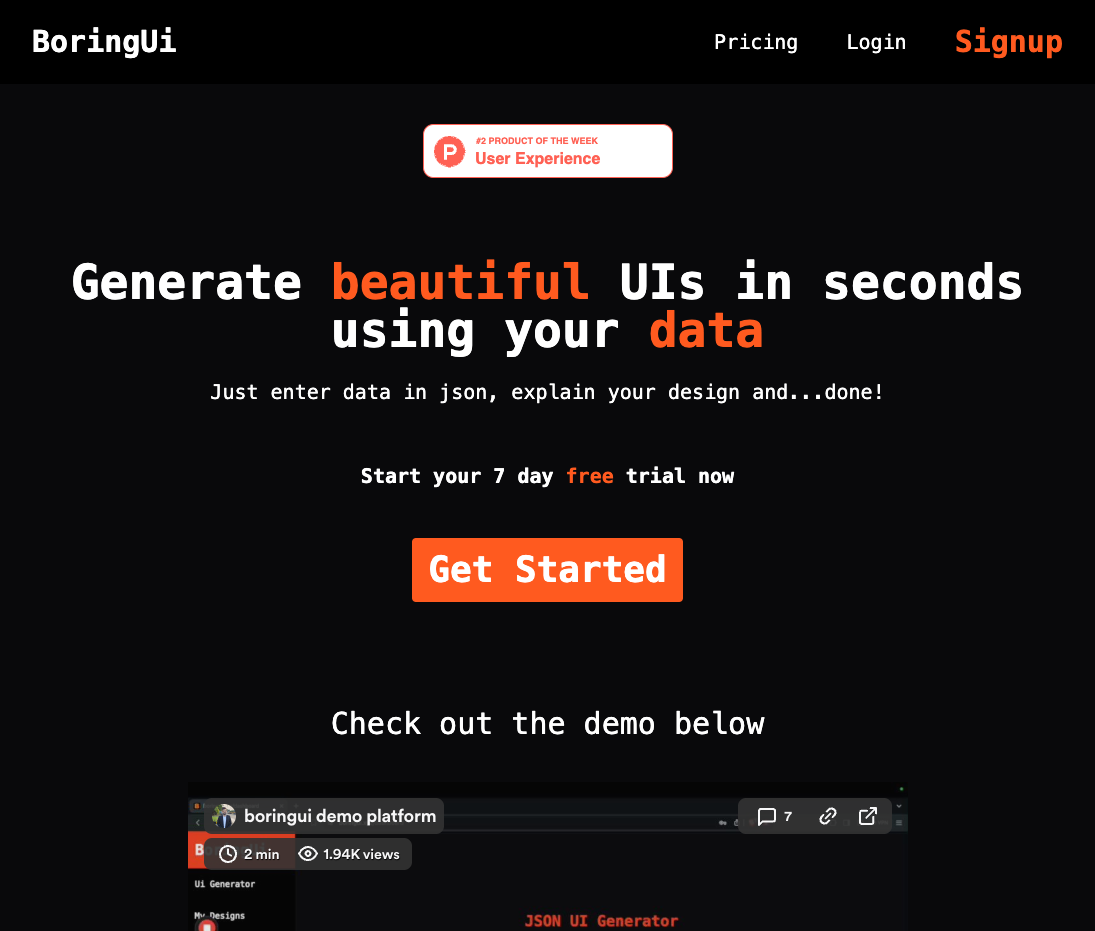 BoringUi
Pricing
Login
Signup
P
#2 PRODUCT OF THE WEEK
User Experience
Generate beautiful UIs in seconds
using your data
Just enter data in json, explain your design and...done!
Start your 7 day free trial now
Get Started
Check out the demo below
boringui demo platform
7
2 min
1.94K views
Ui Generator
My Designs
JSON UI Generator